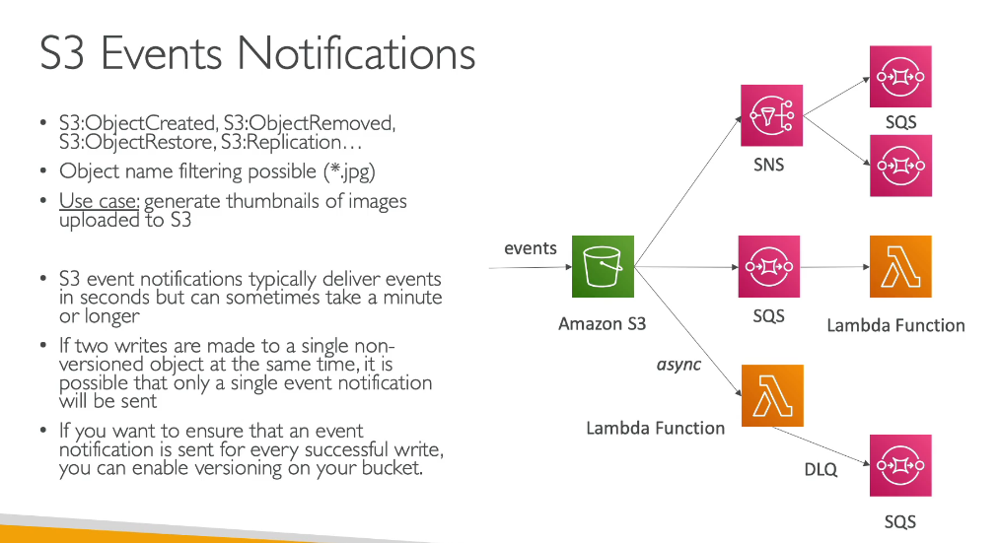 S3 Events Notifications
• S3:ObjectCreated, S3:ObjectRemoved,
S3:ObjectRestore, S3:Replication…
• Object name filtering possible (*.jpg)
• Use case: generate thumbnails of images
uploaded to S3
• S3 event notifications typically deliver events
in seconds but can sometimes take a minute
or longer
• If two writes are made to a single non-
versioned object at the same time, it is
possible that only a single event notification
will be sent
• If you want to ensure that an event
notification is sent for every successful write,
you can enable versioning on your bucket.
SQS
SNS
events
Amazon S3
SQS
Lambda Function
async
Lambda Function
DLQ
SQS